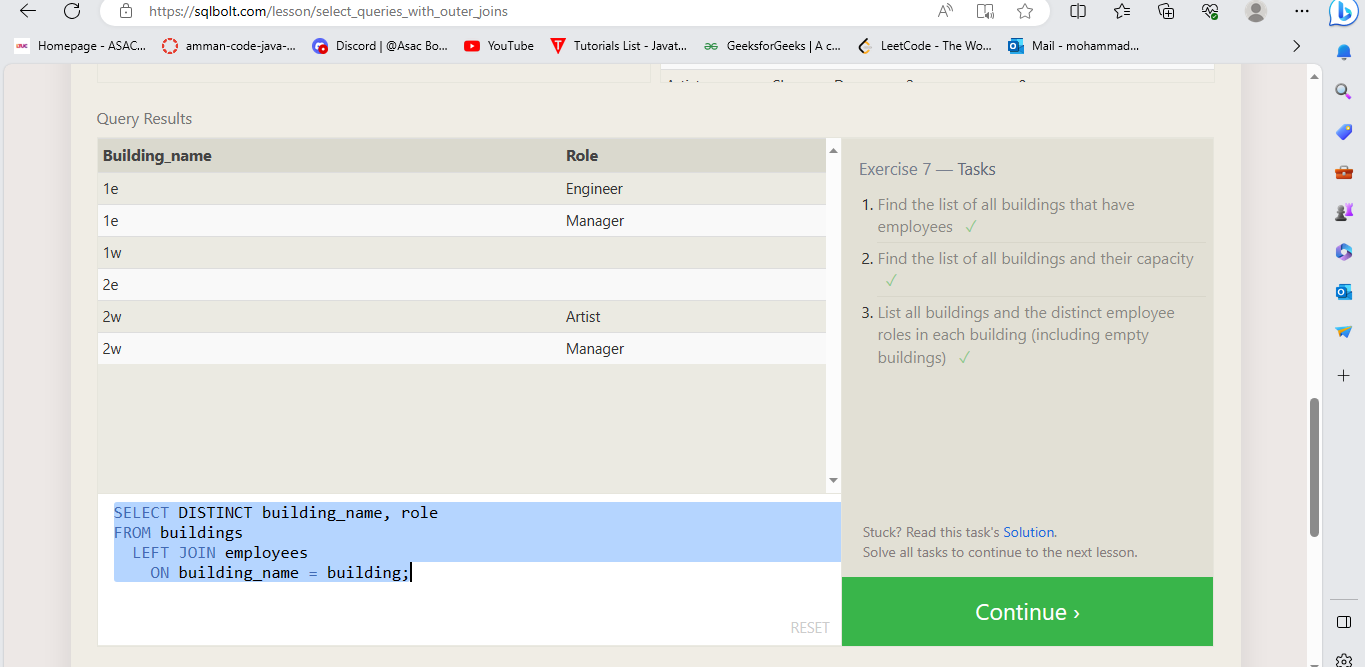 https://sqlbolt.com/lesson/select_queries_with_outer_joins
Homepage - ASAC... amman-code-java-... Discord | @Asac Bo... YouTube Tutorials List - Javat... GeeksforGeeks | A c... LeetCode - The Wo... Mail - mohammad...
Query Results
Building_name Role
1e Engineer
1e Manager
1w
2e
2w Artist
2w Manager
SELECT DISTINCT building_name, role
FROM buildings
LEFT JOIN employees
ON building_name = building;
RESET
Exercise 7 — Tasks
1. Find the list of all buildings that have
employees ✓
2. Find the list of all buildings and their capacity
✓
3. List all buildings and the distinct employee
roles in each building (including empty
buildings) ✓
Stuck? Read this task's Solution.
Solve all tasks to continue to the next lesson.
Continue ›